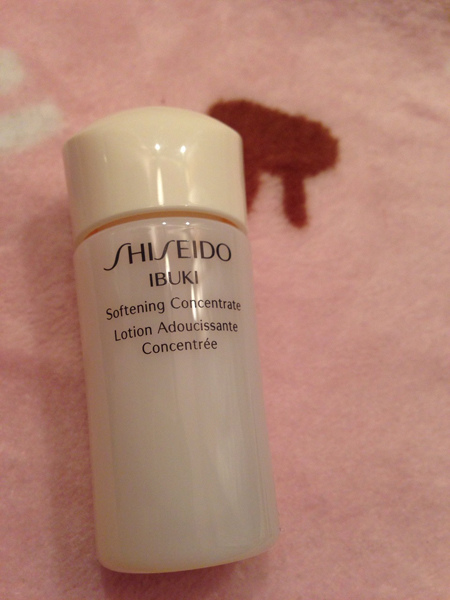 SHISEIDO
IBUKI
Softening Concentrate
Lotion Adoucissante
Concentrée